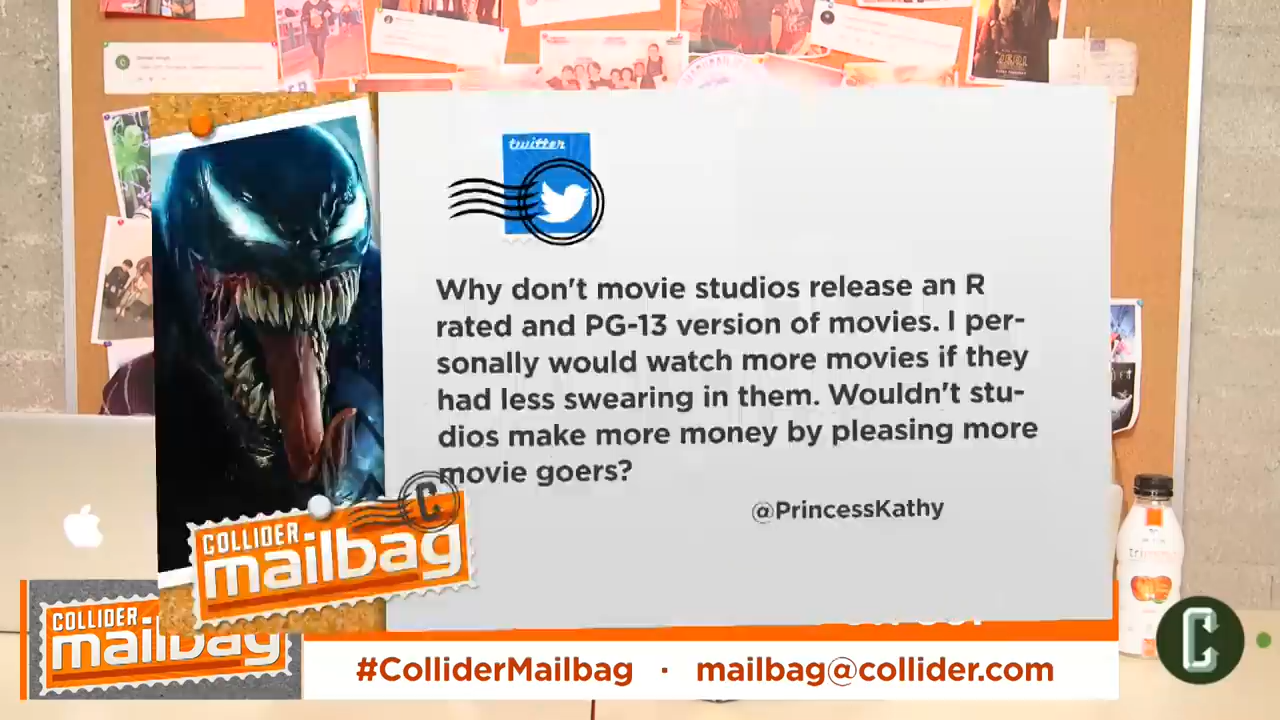 twitter
Why don't movie studios release an R
rated and PG-13 version of movies. I per-
sonally would watch more movies if they
had less swearing in them. Wouldn't stu-
dios make more money by pleasing more
movie goers?
@PrincessKathy
C
COLLIDER
mailbag
COLLIDER
mailbag
#ColliderMailbag · mailbag@collider.com
C